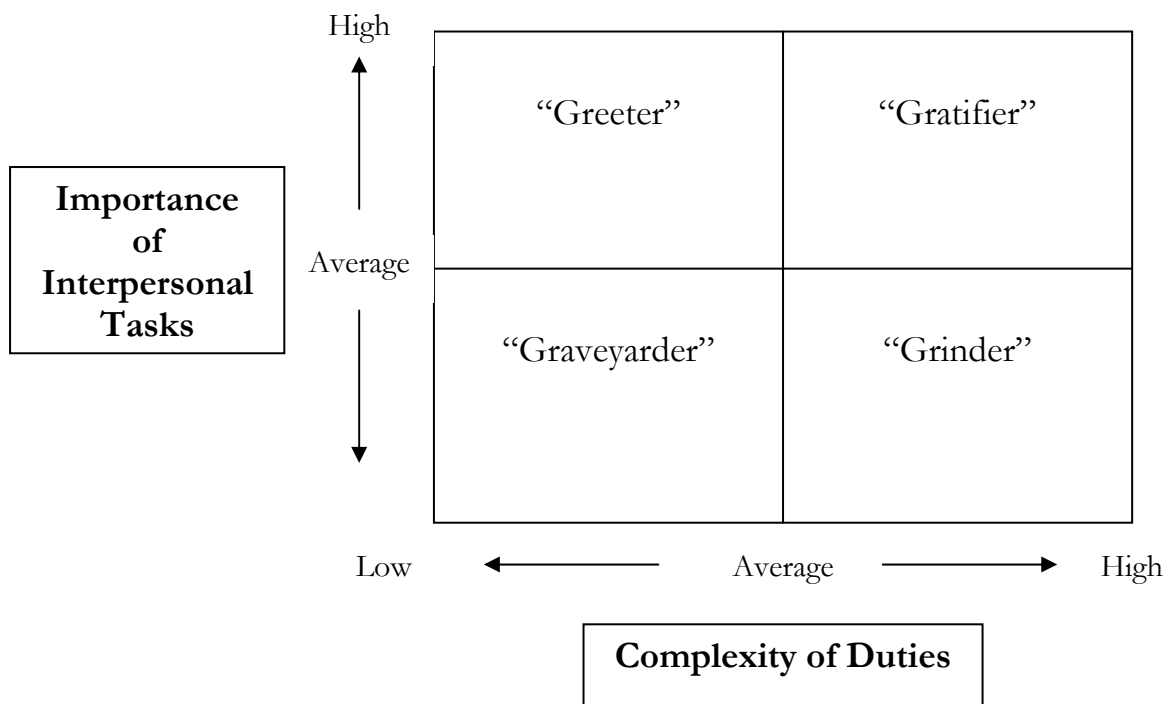 High
“Greeter”
“Gratifier”
Importance
of
Interpersonal
Tasks
Average
“Graveyarder”
“Grinder”
Low
Average
High
Complexity of Duties